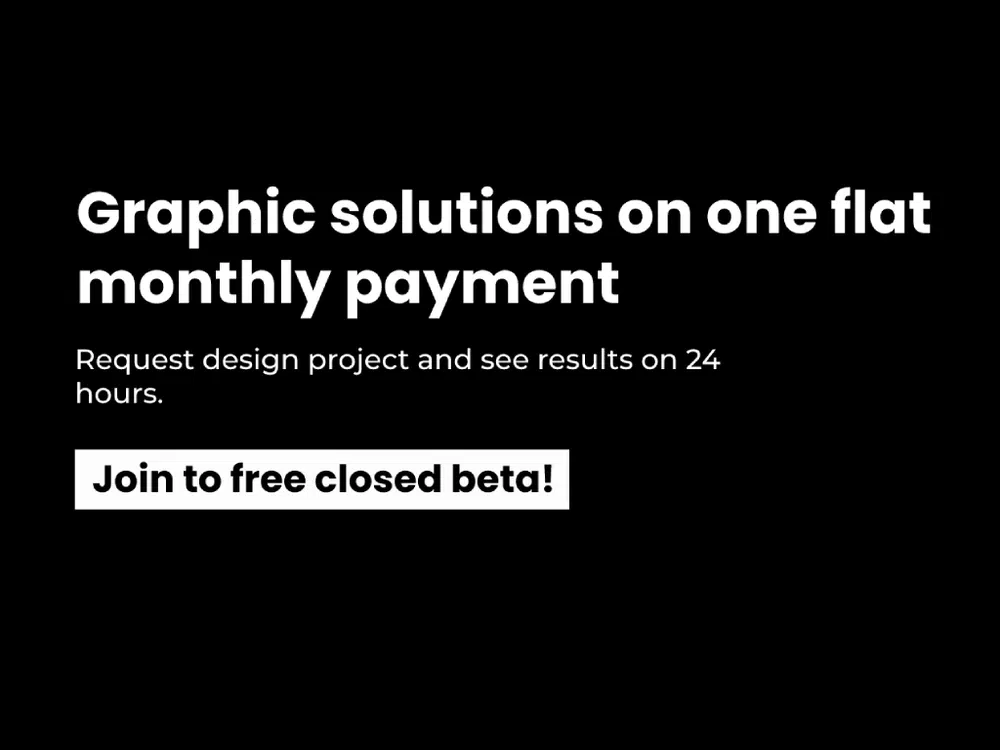 Graphic solutions on one flat
monthly payment
Request design project and see results on 24
hours.
Join to free closed beta!